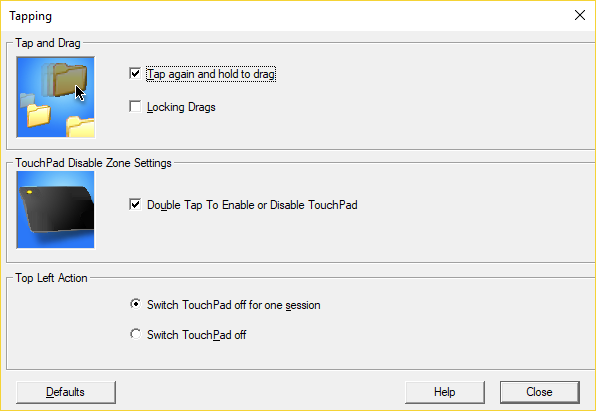 Tapping
Tap and Drag
Tap again and hold to drag
Locking Drags
TouchPad Disable Zone Settings
Double Tap To Enable or Disable TouchPad
Top Left Action
Switch TouchPad off for one session
Switch TouchPad off
Defaults Help Close